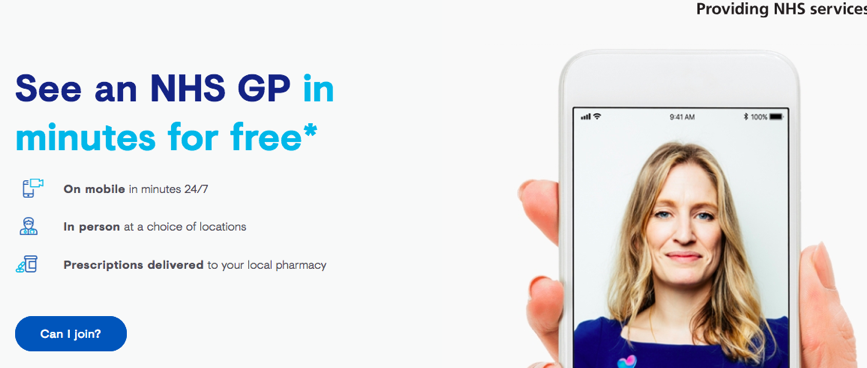 Providing NHS services
See an NHS GP in
minutes for free*
9:41 AM
100%
On mobile in minutes 24/7
In person at a choice of locations
Prescriptions delivered to your local pharmacy
Can I join?